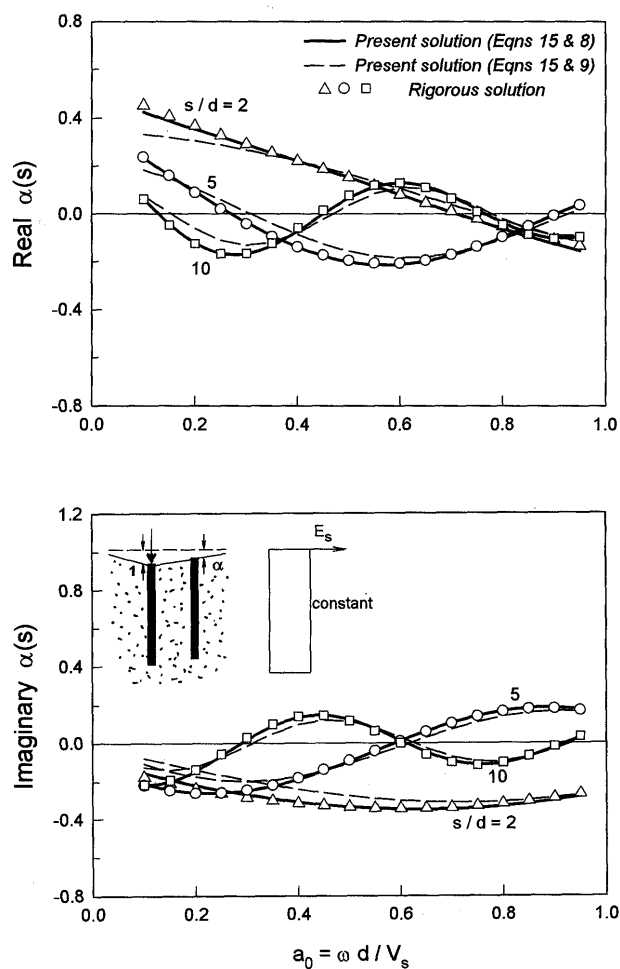 0.8
0.4
0.0
-0.4
-0.8
Real α(s)
Present solution (Eqns 15 & 8)
Present solution (Eqns 15 & 9)
Rigorous solution
s / d = 2
5
10
0.0 0.2 0.4 0.6 0.8 1.0
1.2
0.8
0.4
0.0
-0.4
-0.8
Imaginary α(s)
1
α
E_s
constant
5
10
s / d = 2
0.0 0.2 0.4 0.6 0.8 1.0
a_0 = ω d / V_s